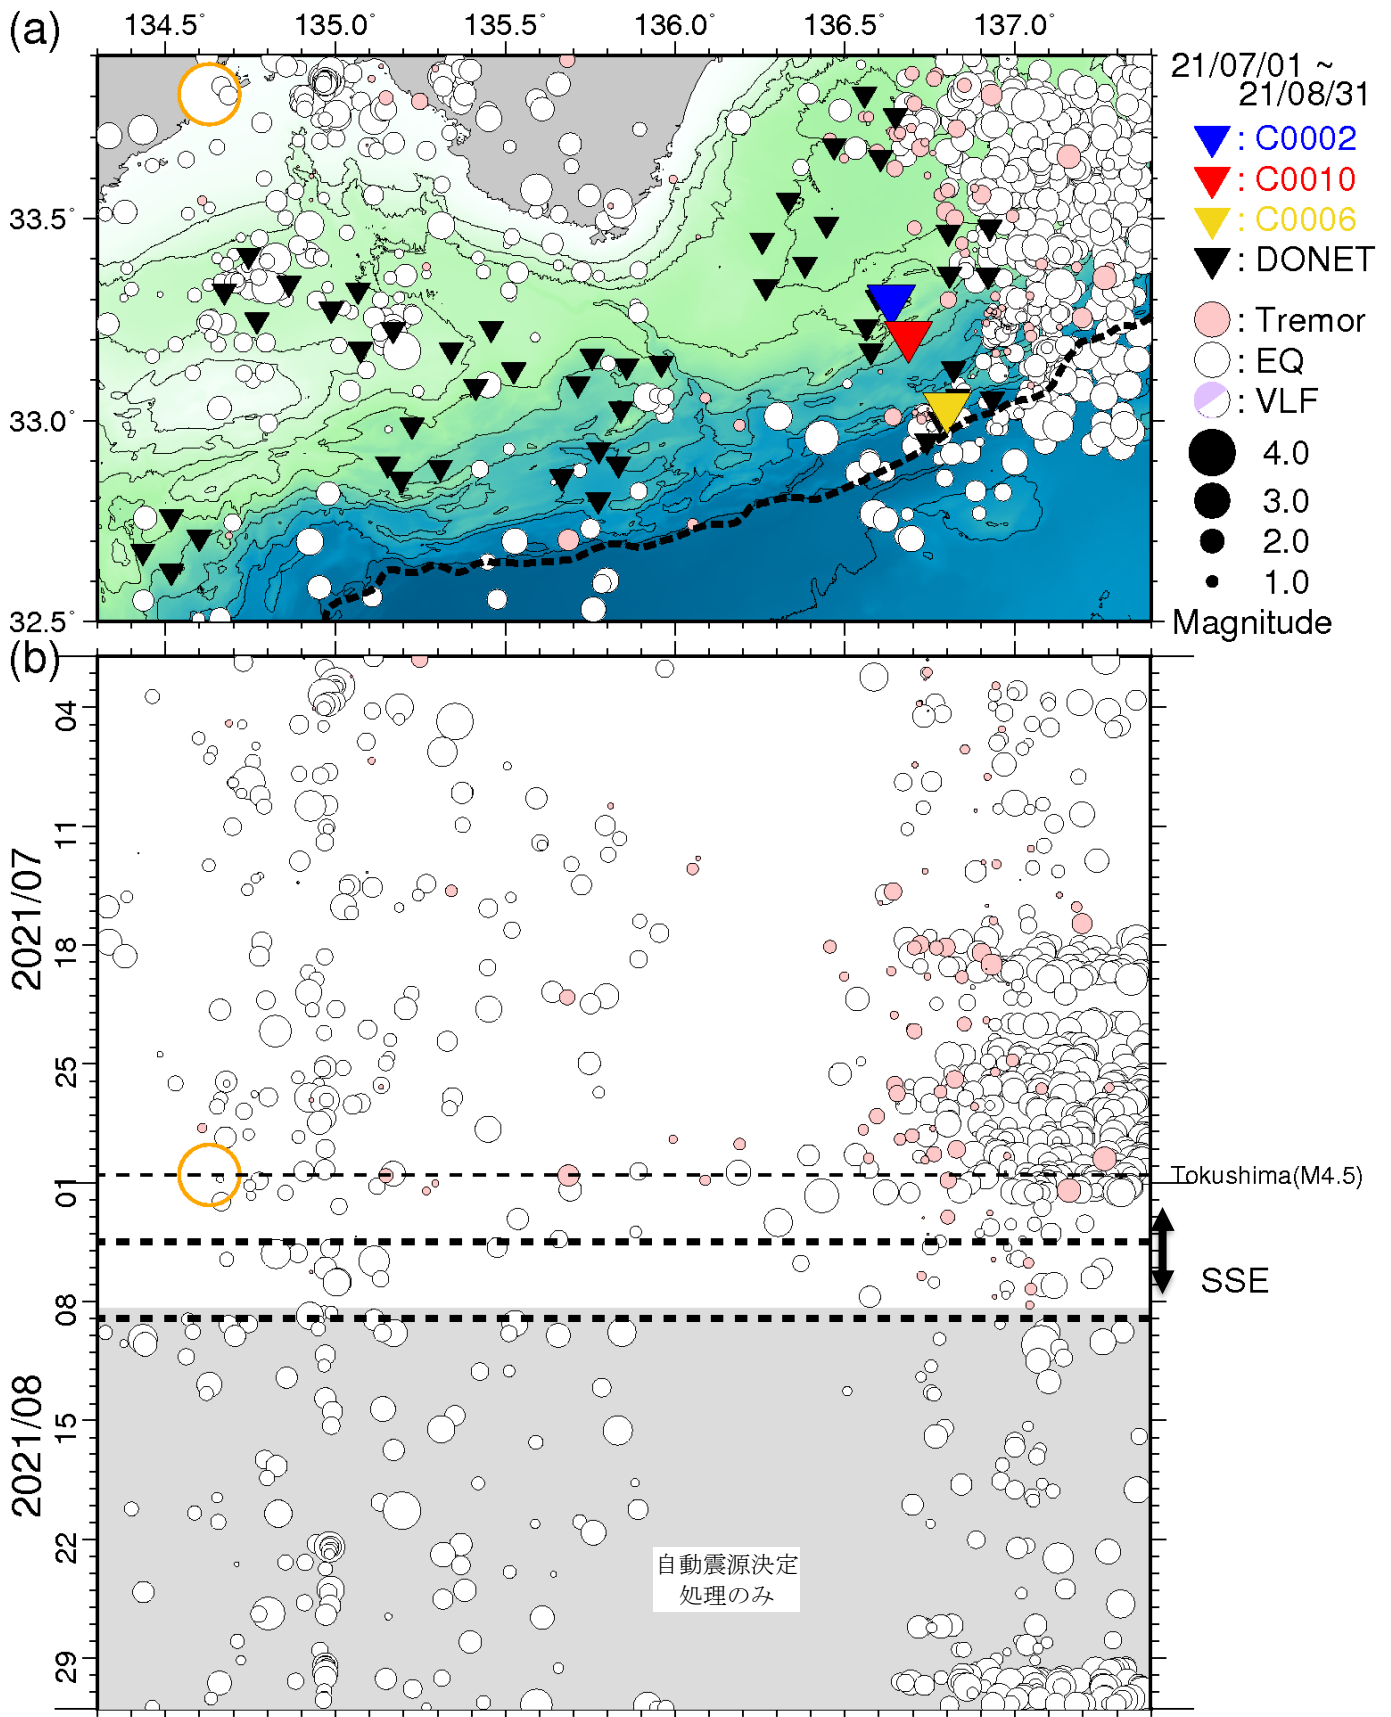 (a)
134.5° 135.0° 135.5° 136.0° 136.5° 137.0°
33.5°
33.0°
32.5°
21/07/01 ~
21/08/31
: C0002
: C0010
: C0006
: DONET
: Tremor
: EQ
: VLF
4.0
3.0
2.0
1.0
Magnitude
(b)
04
11
18
25
01
08
15
22
29
2021/07
2021/08
Tokushima(M4.5)
SSE
自動震源決定
処理のみ